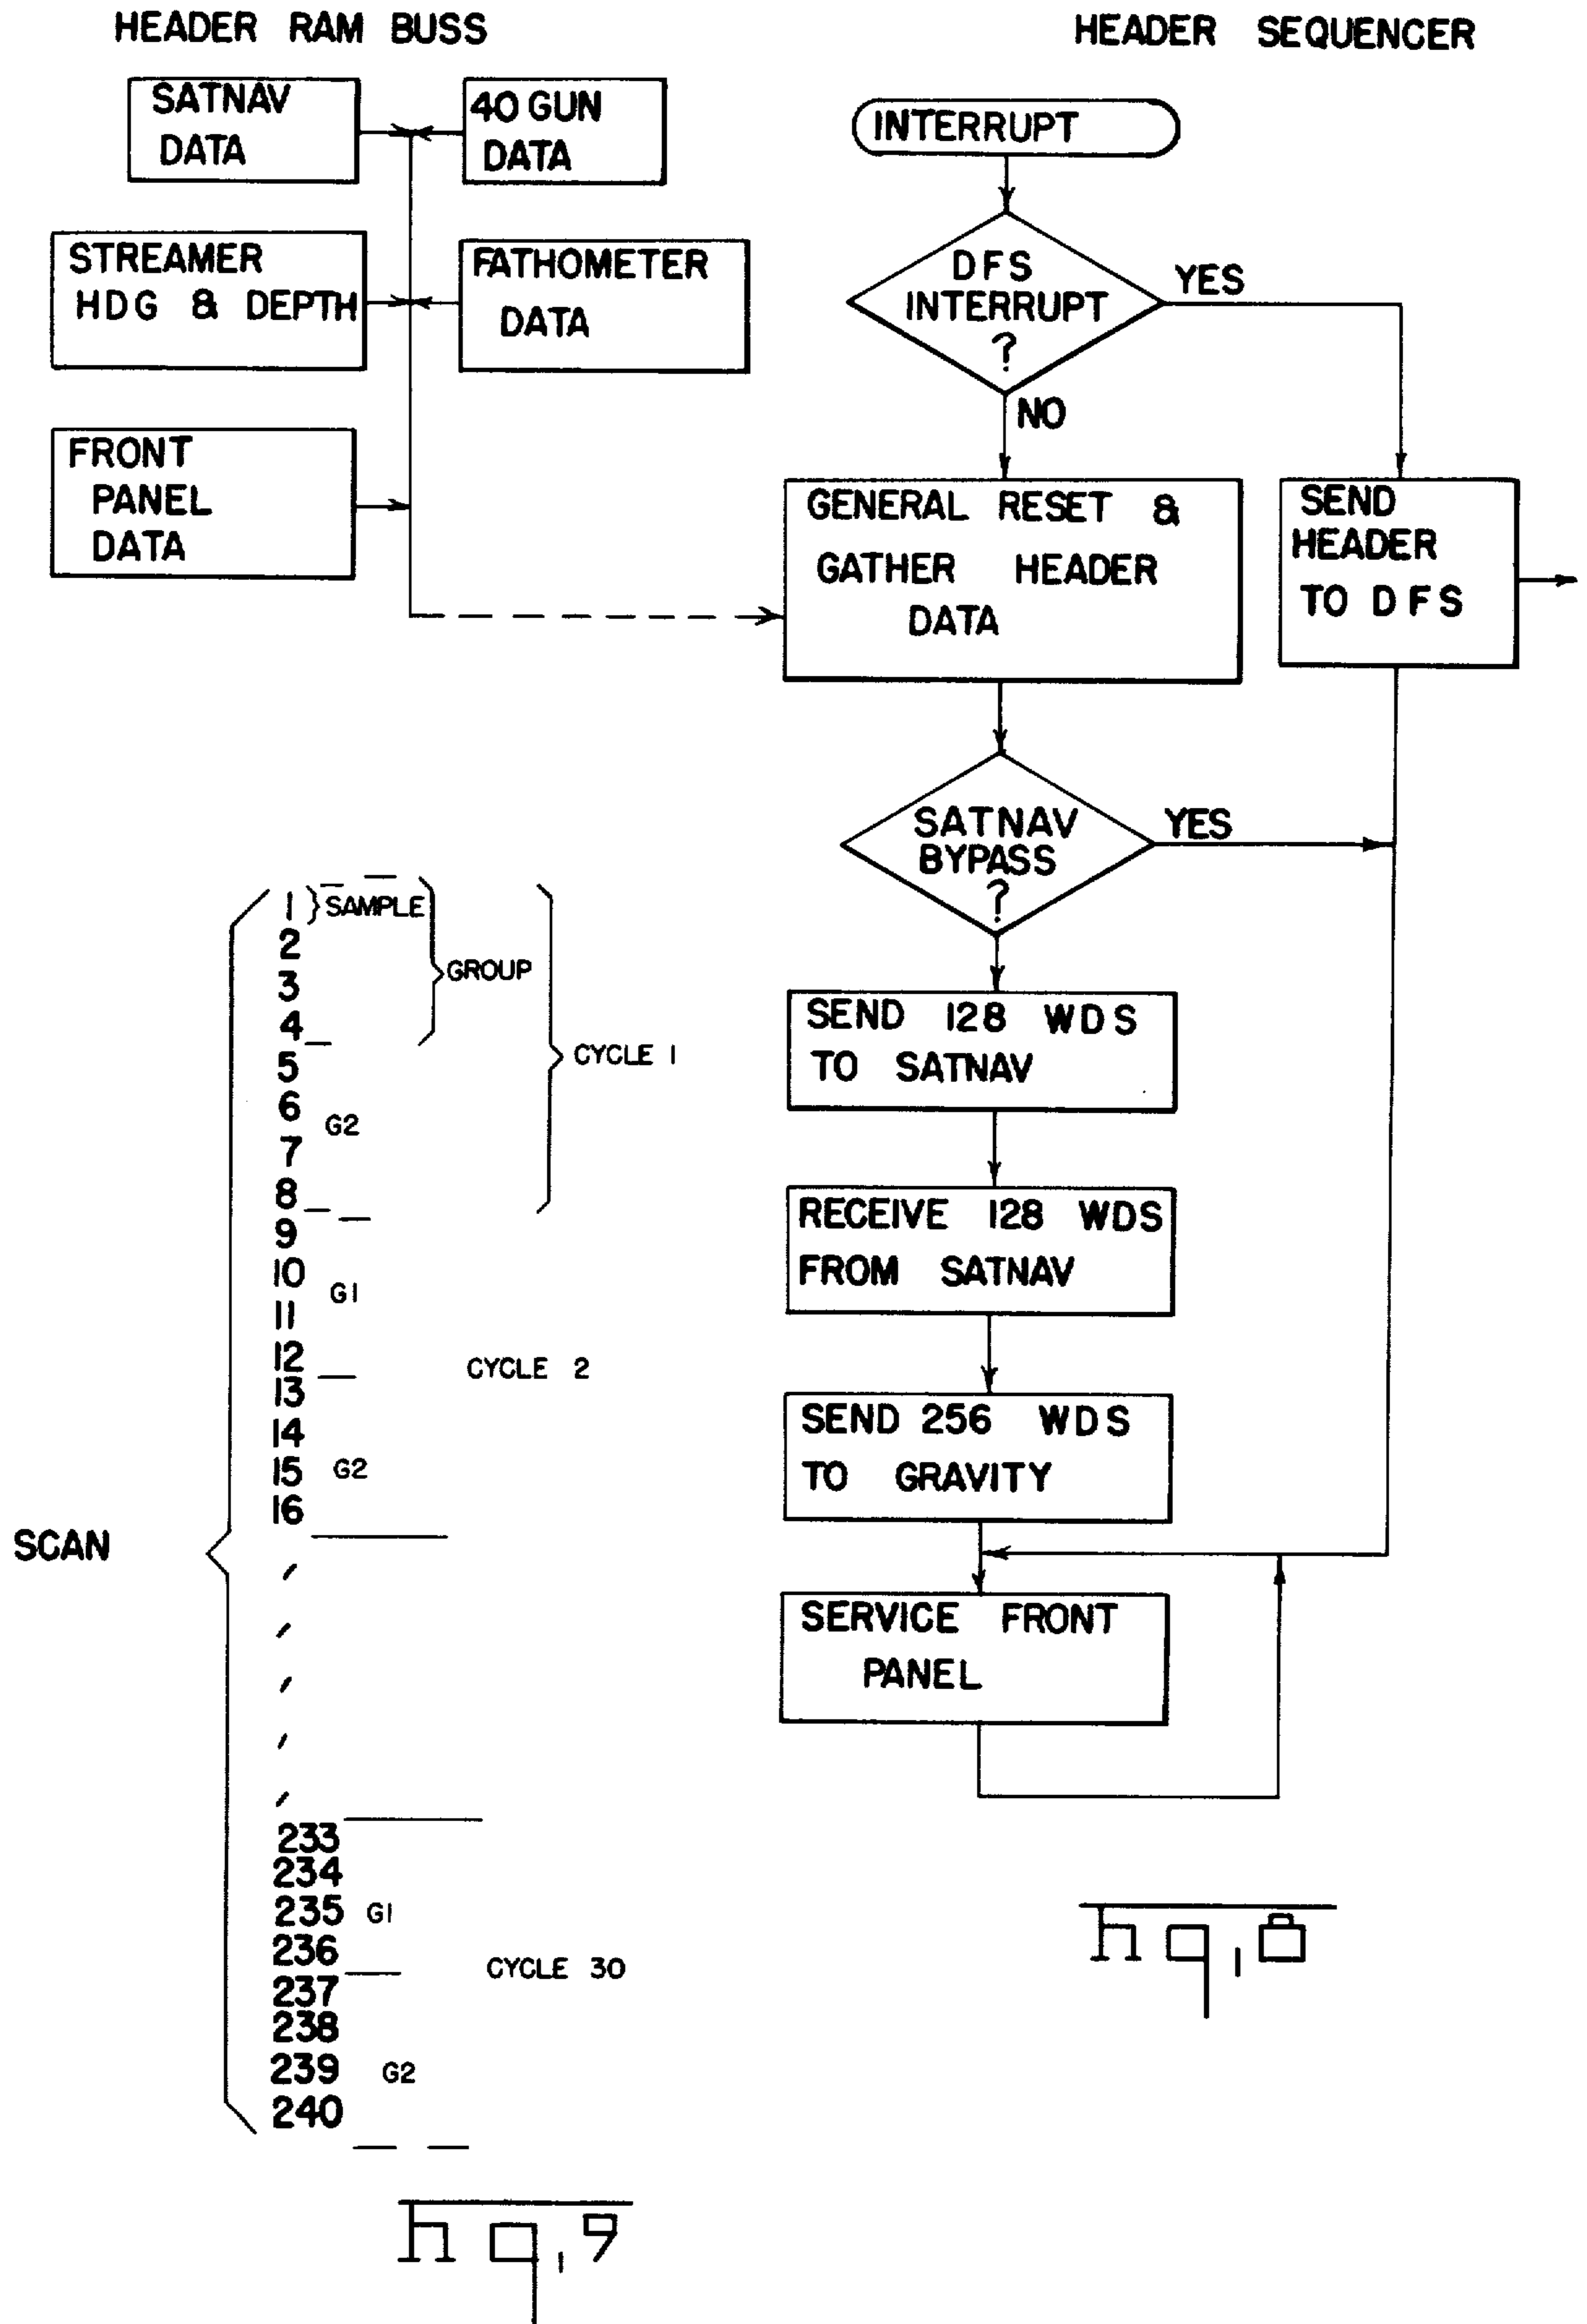 HEADER RAM BUSS
HEADER SEQUENCER
SATNAV
DATA
40 GUN
DATA
STREAMER
HDG & DEPTH
FATHOMETER
DATA
FRONT
PANEL
DATA
INTERRUPT
DFS
INTERRUPT
?
YES
NO
GENERAL RESET &
GATHER HEADER
DATA
SEND
HEADER
TO DFS
SATNAV
BYPASS
?
YES
SEND 128 WDS
TO SATNAV
RECEIVE 128 WDS
FROM SATNAV
SEND 256 WDS
TO GRAVITY
SERVICE FRONT
PANEL
Fig. 8
SCAN
1 SAMPLE
2
3
GROUP
4
5
CYCLE 1
6
G2
7
8
9
10
G1
11
12
CYCLE 2
13
14
15 G2
16
233
234
235 G1
236
CYCLE 30
237
238
239 G2
240
Fig. 9